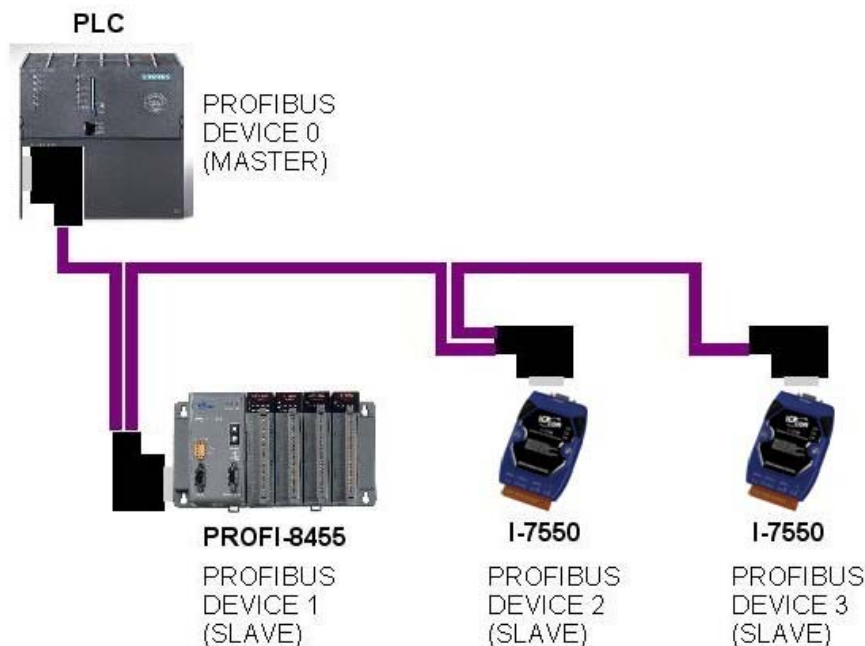 PLC
SIEMENS
PROFIBUS
DEVICE 0
(MASTER)
PROFI-8455
PROFIBUS
DEVICE 1
(SLAVE)
I-7550
PROFIBUS
DEVICE 2
(SLAVE)
I-7550
PROFIBUS
DEVICE 3
(SLAVE)